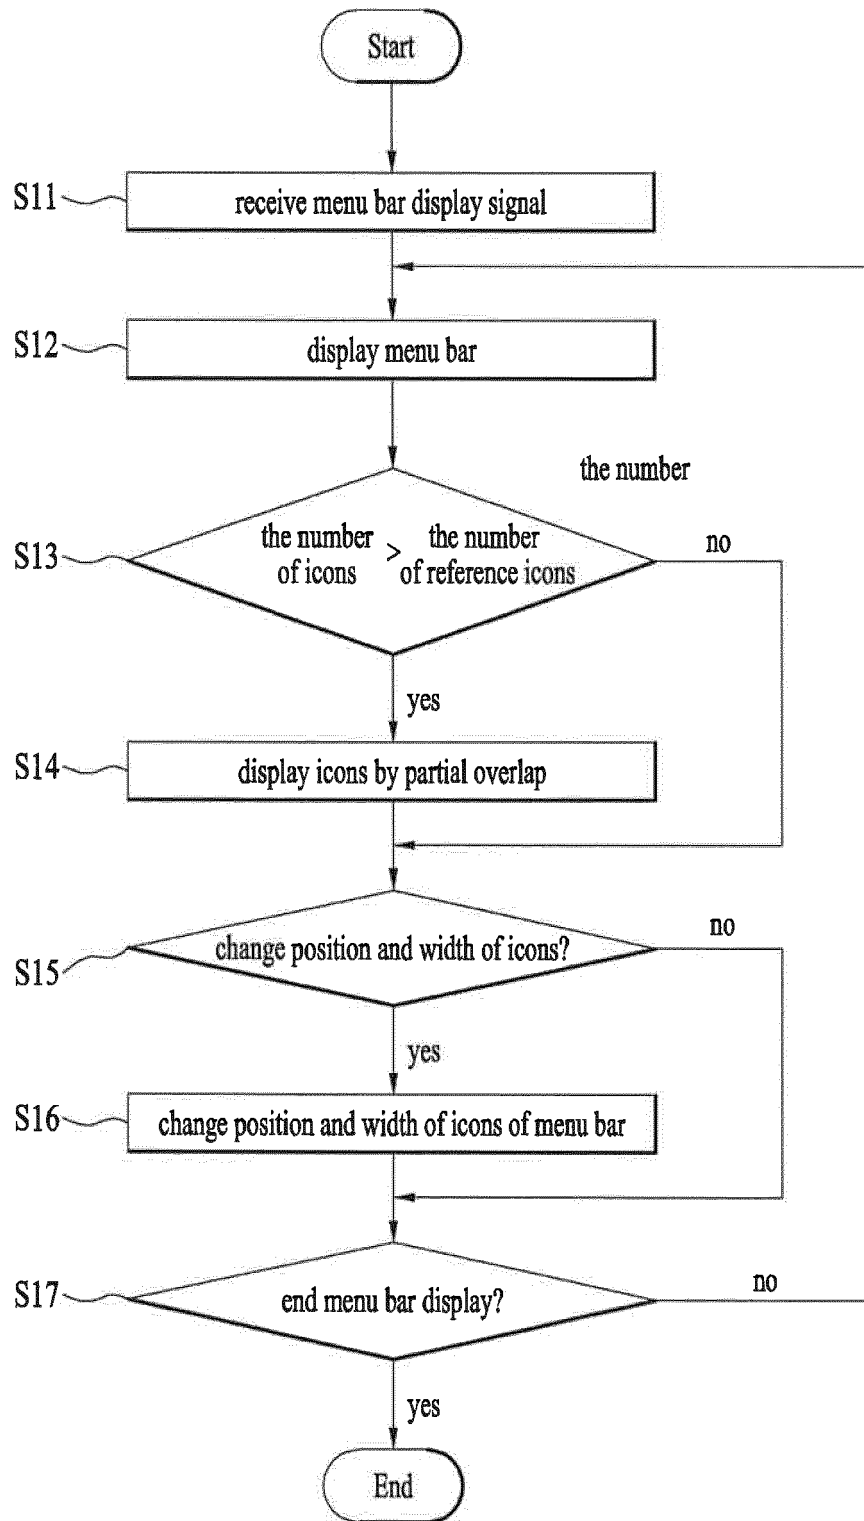 Start
S11
receive menu bar display signal
S12
display menu bar
the number
S13
the number > the number
of icons of reference icons
no
yes
S14
display icons by partial overlap
S15
change position and width of icons?
no
yes
S16
change position and width of icons of menu bar
S17
end menu bar display?
no
yes
End